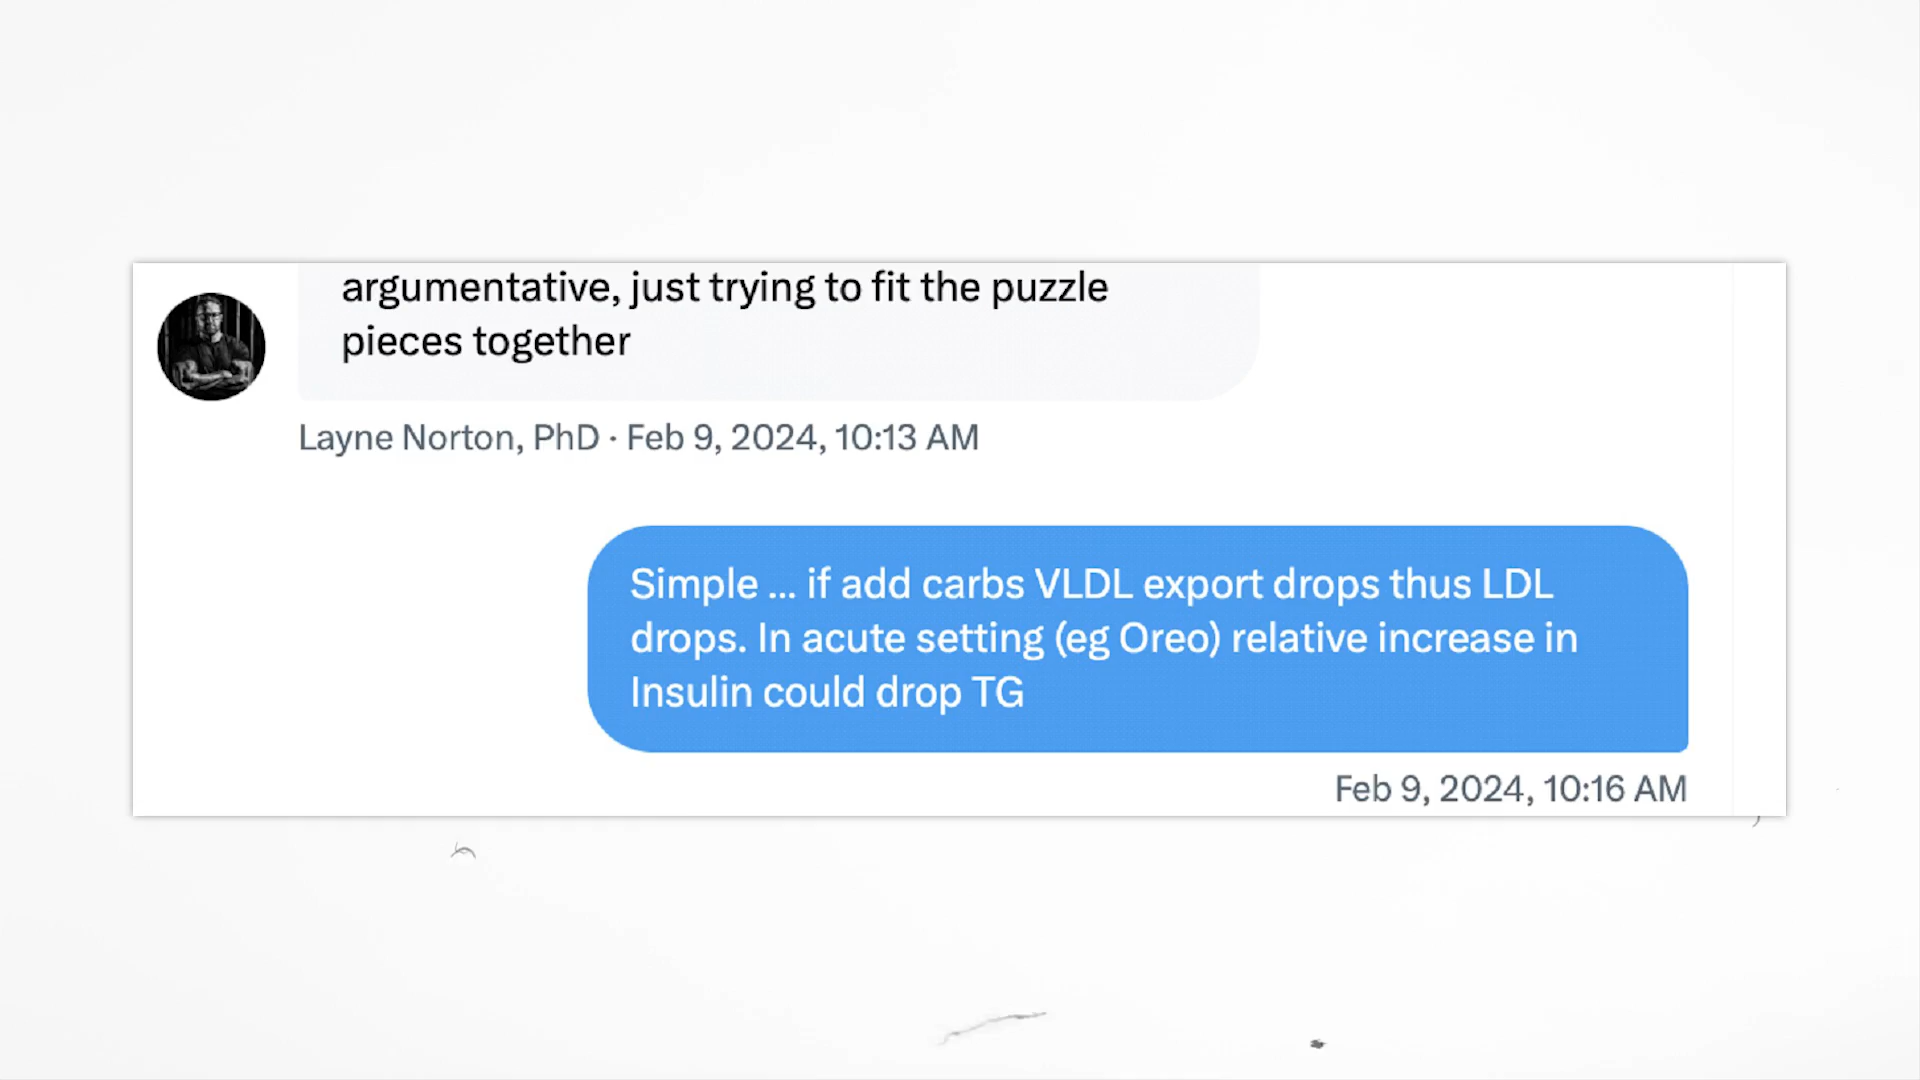 argumentative, just trying to fit the puzzle
pieces together
Layne Norton, PhD · Feb 9, 2024, 10:13 AM
Simple ... if add carbs VLDL export drops thus LDL
drops. In acute setting (eg Oreo) relative increase in
Insulin could drop TG
Feb 9, 2024, 10:16 AM